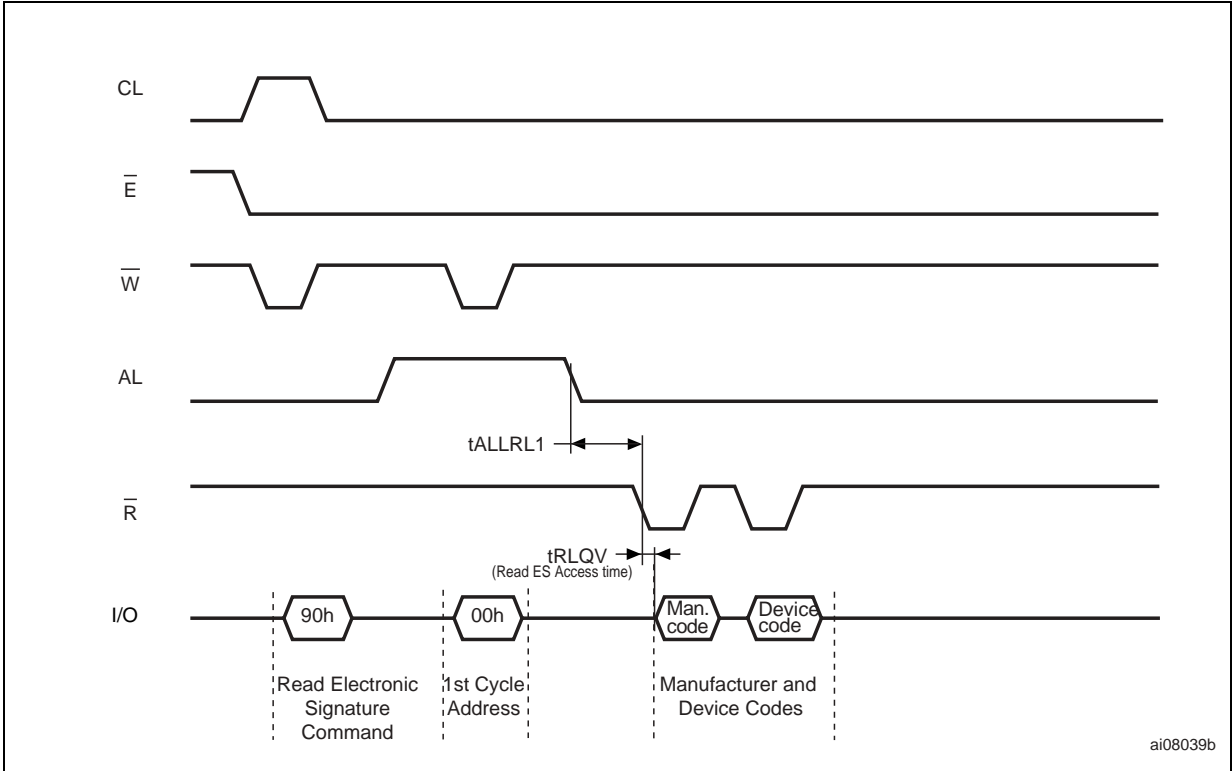 CL
E
W
AL
tALLRL1
R
tRLQV
(Read ES Access time)
I/O
90h
00h
Man.
code
Device
code
Read Electronic
Signature
Command
1st Cycle
Address
Manufacturer and
Device Codes
ai08039b